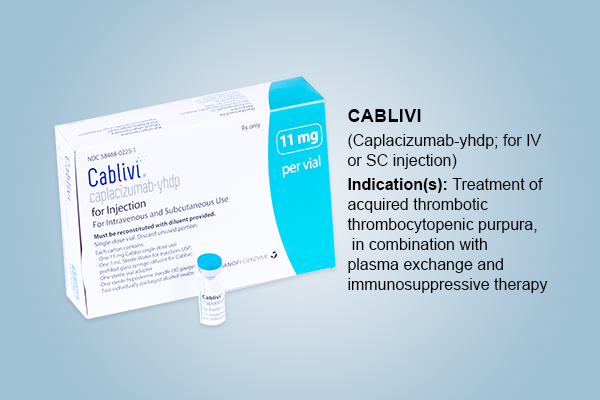 NDC 58468-0225-1
Rx only
Cablivi®
caplacizumab-yhdp
for Injection
For Intravenous and Subcutaneous Use
Must be reconstituted with diluent provided.
Single-dose vial. Discard unused portion.
Each carton contains:
One 11 mg Cablivi single-dose vial
One 1 mL Sterile Water for Injection, USP,
prefilled glass syringe (diluent for Cablivi)
One sterile vial adapter
One sterile hypodermic needle (30 gauge)
Two individually packaged alcohol swabs
11 mg
per vial
SANOFI GENZYME
Cablivi
Cablivi
CABLIVI
(Caplacizumab-yhdp; for IV
or SC injection)
Indication(s): Treatment of
acquired thrombotic
thrombocytopenic purpura,
in combination with
plasma exchange and
immunosuppressive therapy